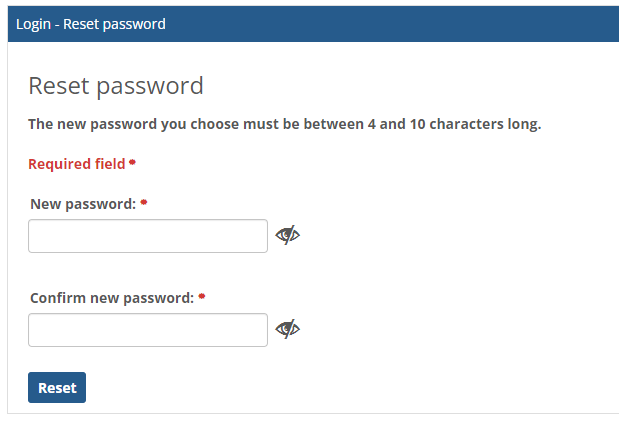 Login - Reset password
Reset password
The new password you choose must be between 4 and 10 characters long.
Required field *
New password: *
Confirm new password: *
Reset